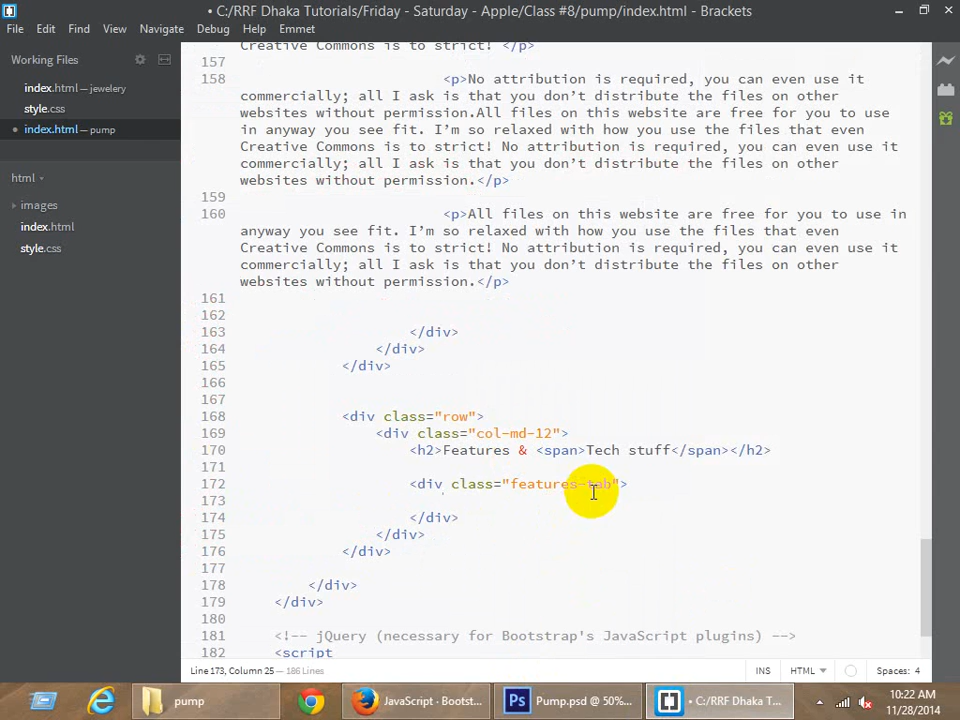 • C:/RRF Dhaka Tutorials/Friday - Saturday - Apple/Class #8/pump/index.html - Brackets
File Edit Find View Navigate Debug Help Emmet
Working Files
index.html — jewelery
style.css
• index.html — pump
html
images
index.html
style.css
Creative Commons is to strict! </p>
157
158 <p>No attribution is required, you can even use it
commercially; all I ask is that you don’t distribute the files on other
websites without permission.All files on this website are free for you to use
in anyway you see fit. I’m so relaxed with how you use the files that even
Creative Commons is to strict! No attribution is required, you can even use it
commercially; all I ask is that you don’t distribute the files on other
websites without permission.</p>
159
160 <p>All files on this website are free for you to use in
anyway you see fit. I’m so relaxed with how you use the files that even
Creative Commons is to strict! No attribution is required, you can even use it
commercially; all I ask is that you don’t distribute the files on other
websites without permission.</p>
161
162
163 </div>
164 </div>
165 </div>
166
167
168 <div class="row">
169 <div class="col-md-12">
170 <h2>Features & <span>Tech stuff</span></h2>
171
172 <div class="features-tab">
173
174 </div>
175 </div>
176 </div>
177
178 </div>
179 </div>
180
181 <!-- jQuery (necessary for Bootstrap's JavaScript plugins) -->
182 <script
Line 173, Column 25 — 186 Lines
INS HTML Spaces: 4
pump
JavaScript - Bootst...
Ps Pump.psd @ 50%...
• C:/RRF Dhaka T...
10:22 AM
11/28/2014